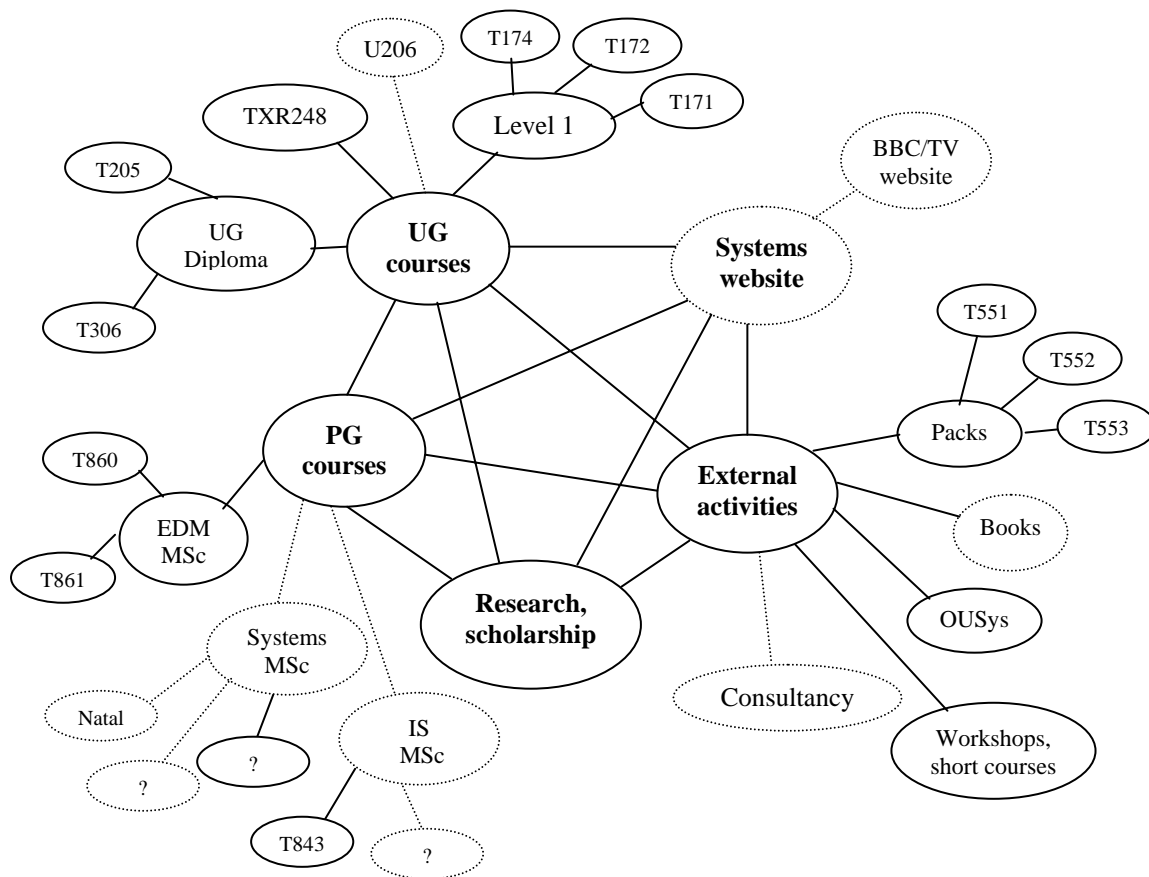 T174
T172
U206
T171
TXR248
Level 1
BBC/TV
website
T205
UG
Diploma
UG
courses
Systems
website
T306
T551
T552
T553
Packs
PG
courses
T860
External
activities
EDM
MSc
Books
T861
Research,
scholarship
OUSys
Systems
MSc
Consultancy
Natal
IS
MSc
Workshops,
short courses
?
?
T843
?